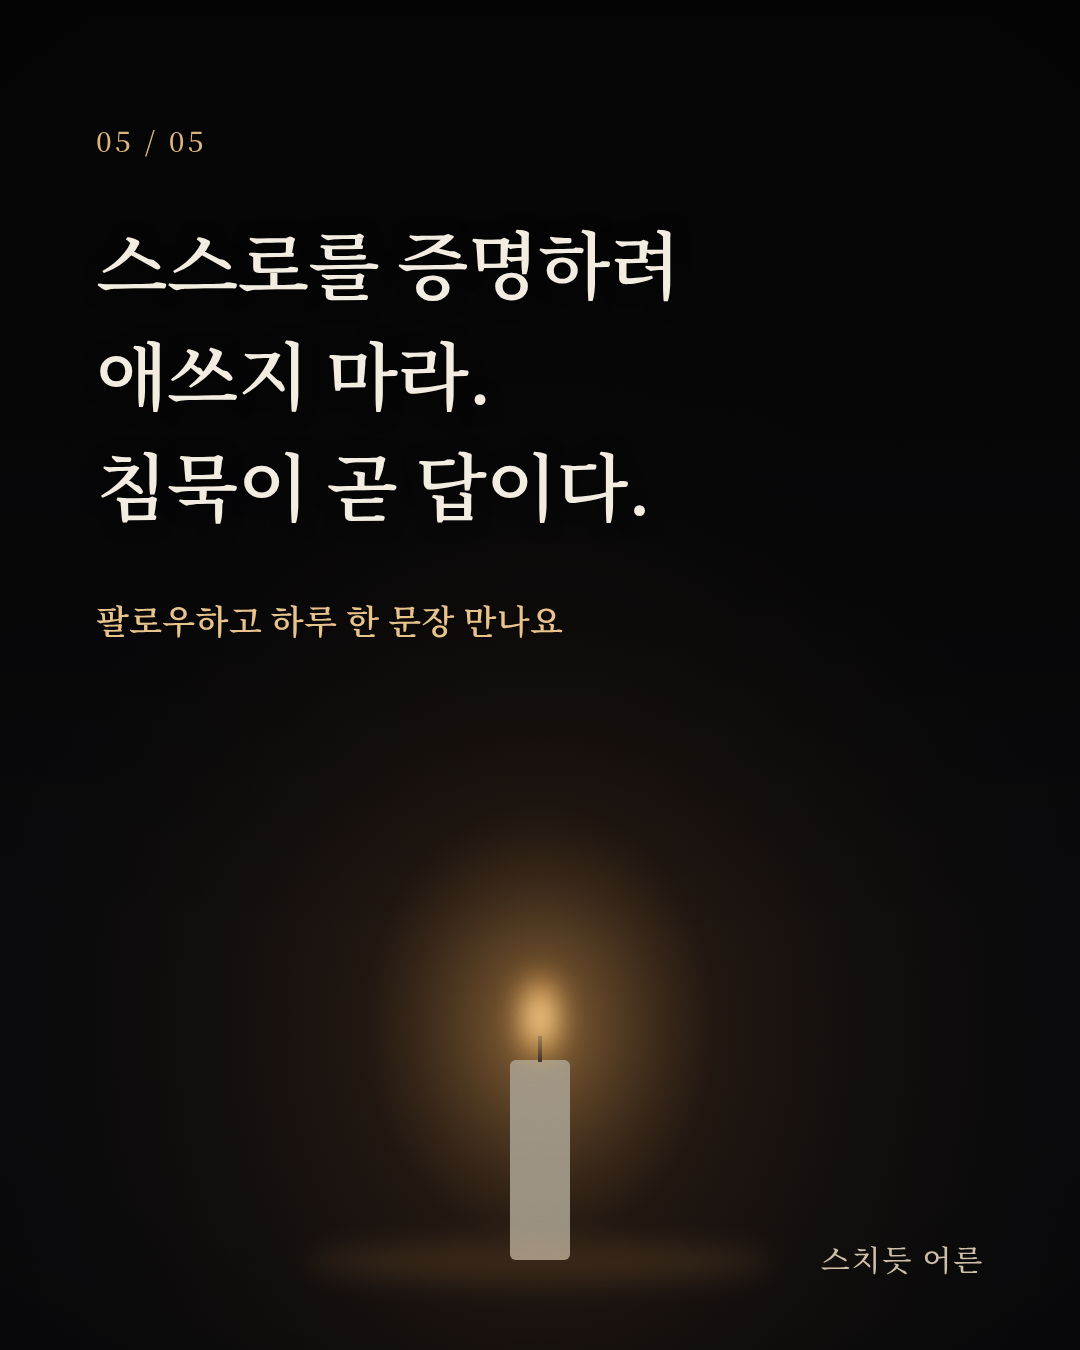 05 / 05
스스로를 증명하려
애쓰지 마라.
침묵이 곧 답이다.
팔로우하고 하루 한 문장 만나요
스치듯 어른